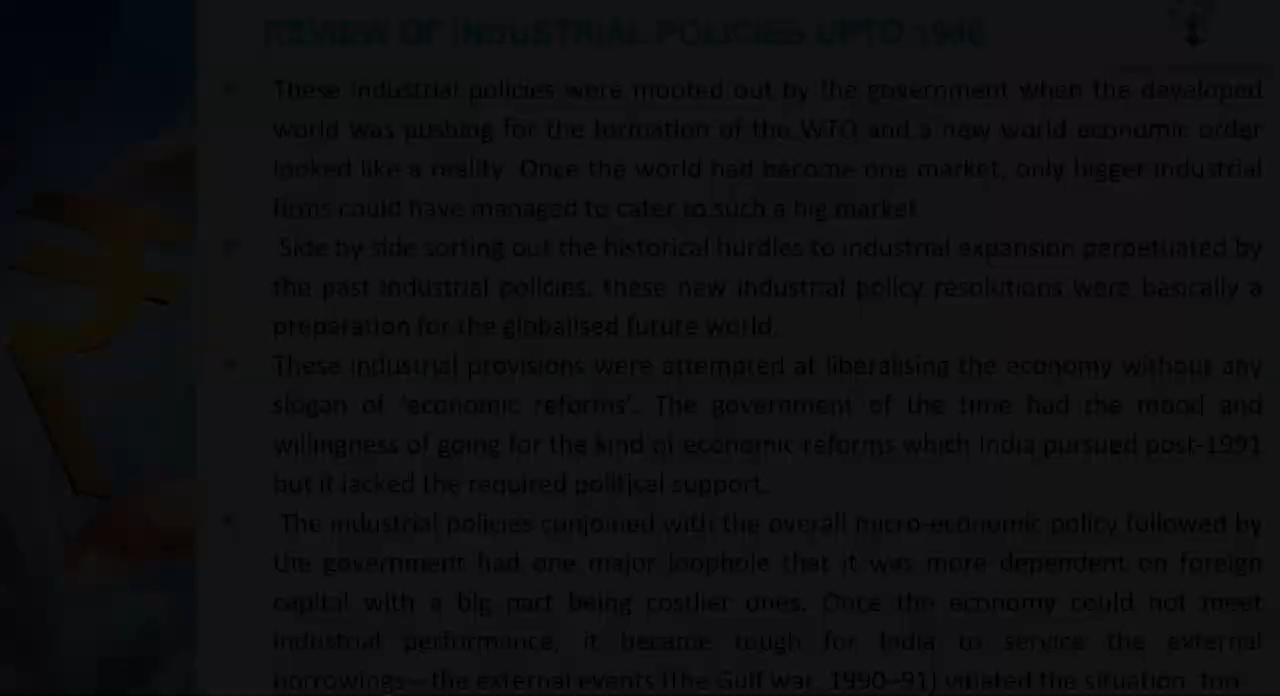 REVIEW OF INDUSTRIAL POLICIES UPTO 1986
These industrial policies were mooted out by the government when the developed
world was pushing for the formation of the WTO and a new world economic order
looked like a reality. Once the world had become one market, only bigger industrial
firms could have managed to cater to such a big market.
Side by side sorting out the historical hurdles to industrial expansion perpetuated by
the past industrial policies, these new industrial policy resolutions were basically a
preparation for the globalised future world.
These industrial provisions were attempted at liberalising the economy without any
slogan of ‘economic reforms’. The government of the time had the mood and
willingness of going for the kind of economic reforms which India pursued post-1991
but it lacked the required political support.
The industrial policies conjoined with the overall micro-economic policy followed by
the government had one major loophole that it was more dependent on foreign
capital with a big part being costlier ones. Once the economy could not meet
industrial performance, it became tough for India to service the external
borrowings—the external events (the Gulf war, 1990–91) vitiated the situation, too.